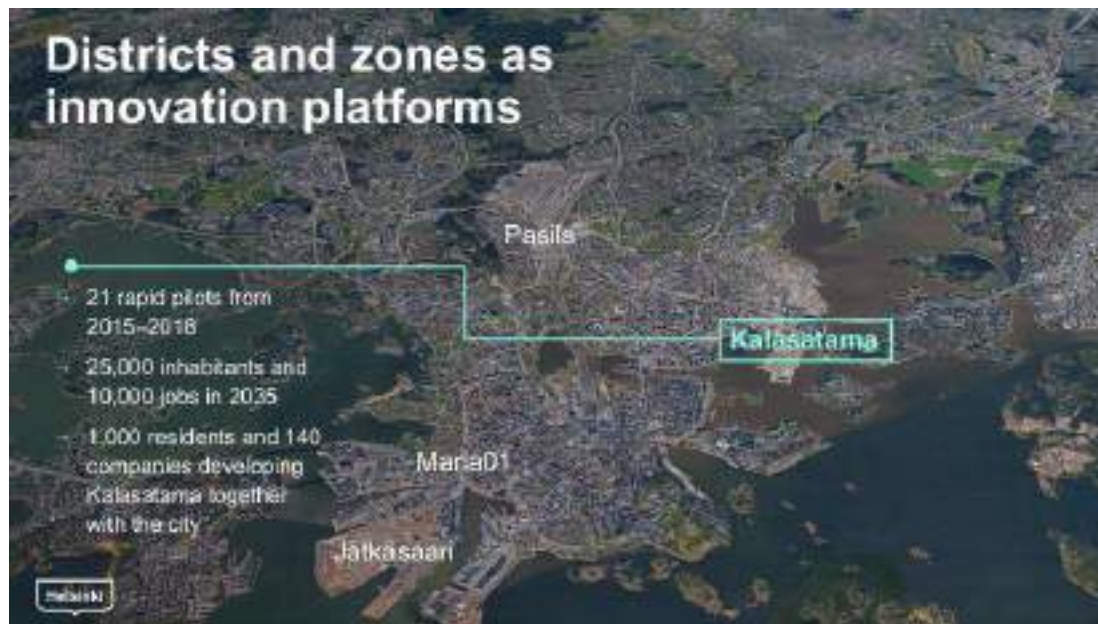 Districts and zones as
innovation platforms
Pasila
- 21 rapid pilots from
2015–2018
Kalasatama
- 25,000 inhabitants and
10,000 jobs in 2035
- 1,000 residents and 140
companies developing
Kalasatama together
with the city
Maria01
Jätkäsaari
Helsinki